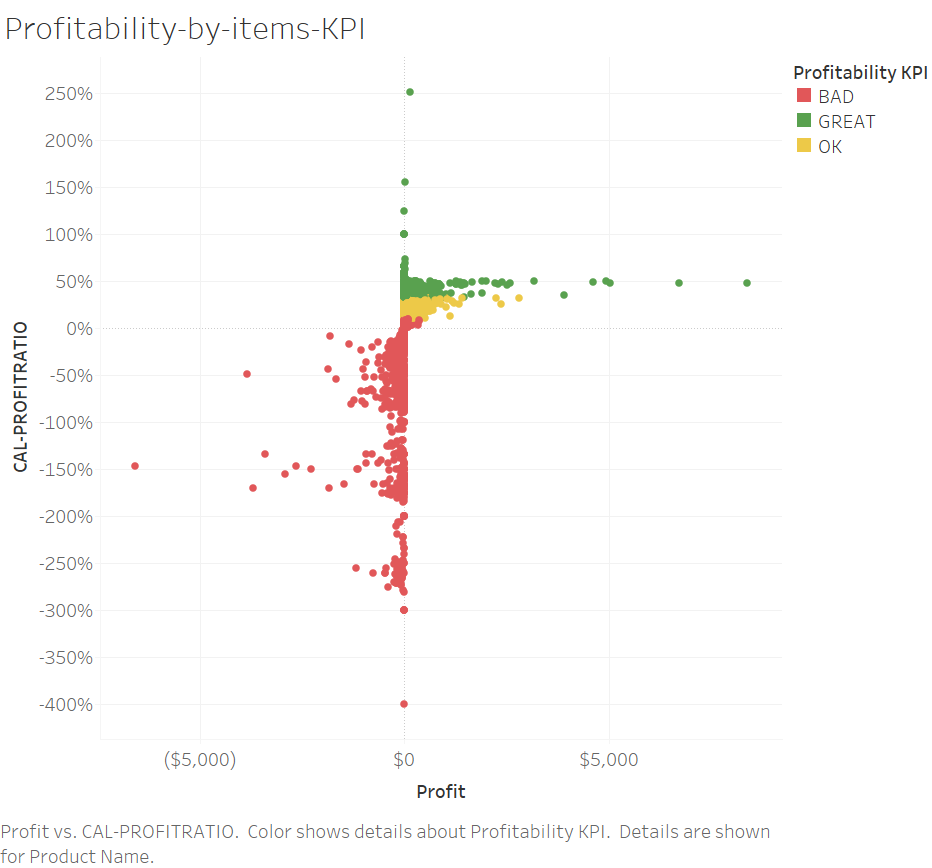 Profitability-by-items-KPI
Profitability KPI
BAD
GREAT
OK
250%
200%
150%
100%
50%
0%
-50%
-100%
-150%
-200%
-250%
-300%
-350%
-400%
CAL-PROFITRATIO
($5,000)
$0
$5,000
Profit
Profit vs. CAL-PROFITRATIO.  Color shows details about Profitability KPI.  Details are shown
for Product Name.